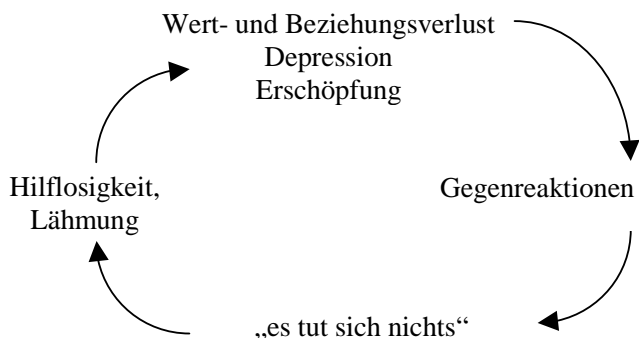 Wert- und Beziehungsverlust
Depression
Erschöpfung
Hilflosigkeit,
Lähmung
Gegenreaktionen
„es tut sich nichts“